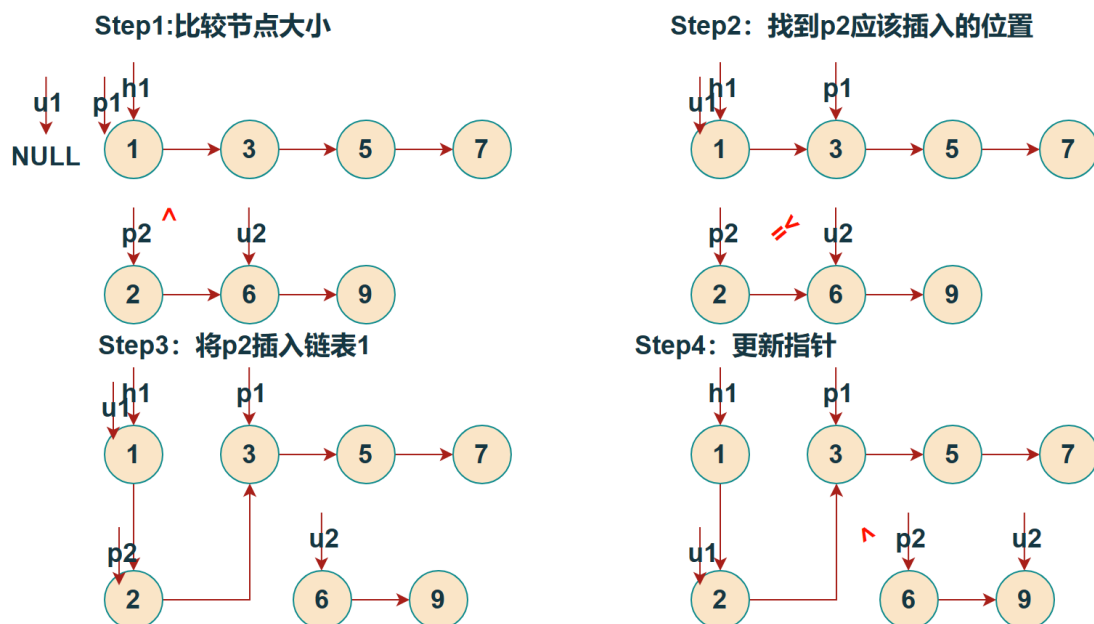 Step1:比较节点大小
u1 p1 h1
NULL 1 3 5 7
<
p2 u2
2 6 9
Step2：找到p2应该插入的位置
u1 h1 p1
1 3 5 7
p2 ≤ u2
2 6 9
Step3：将p2插入链表1
u1 h1 p1
1 3 5 7
p2 u2
2 6 9
Step4：更新指针
h1 p1
1 3 5 7
u1 < p2 u2
2 6 9